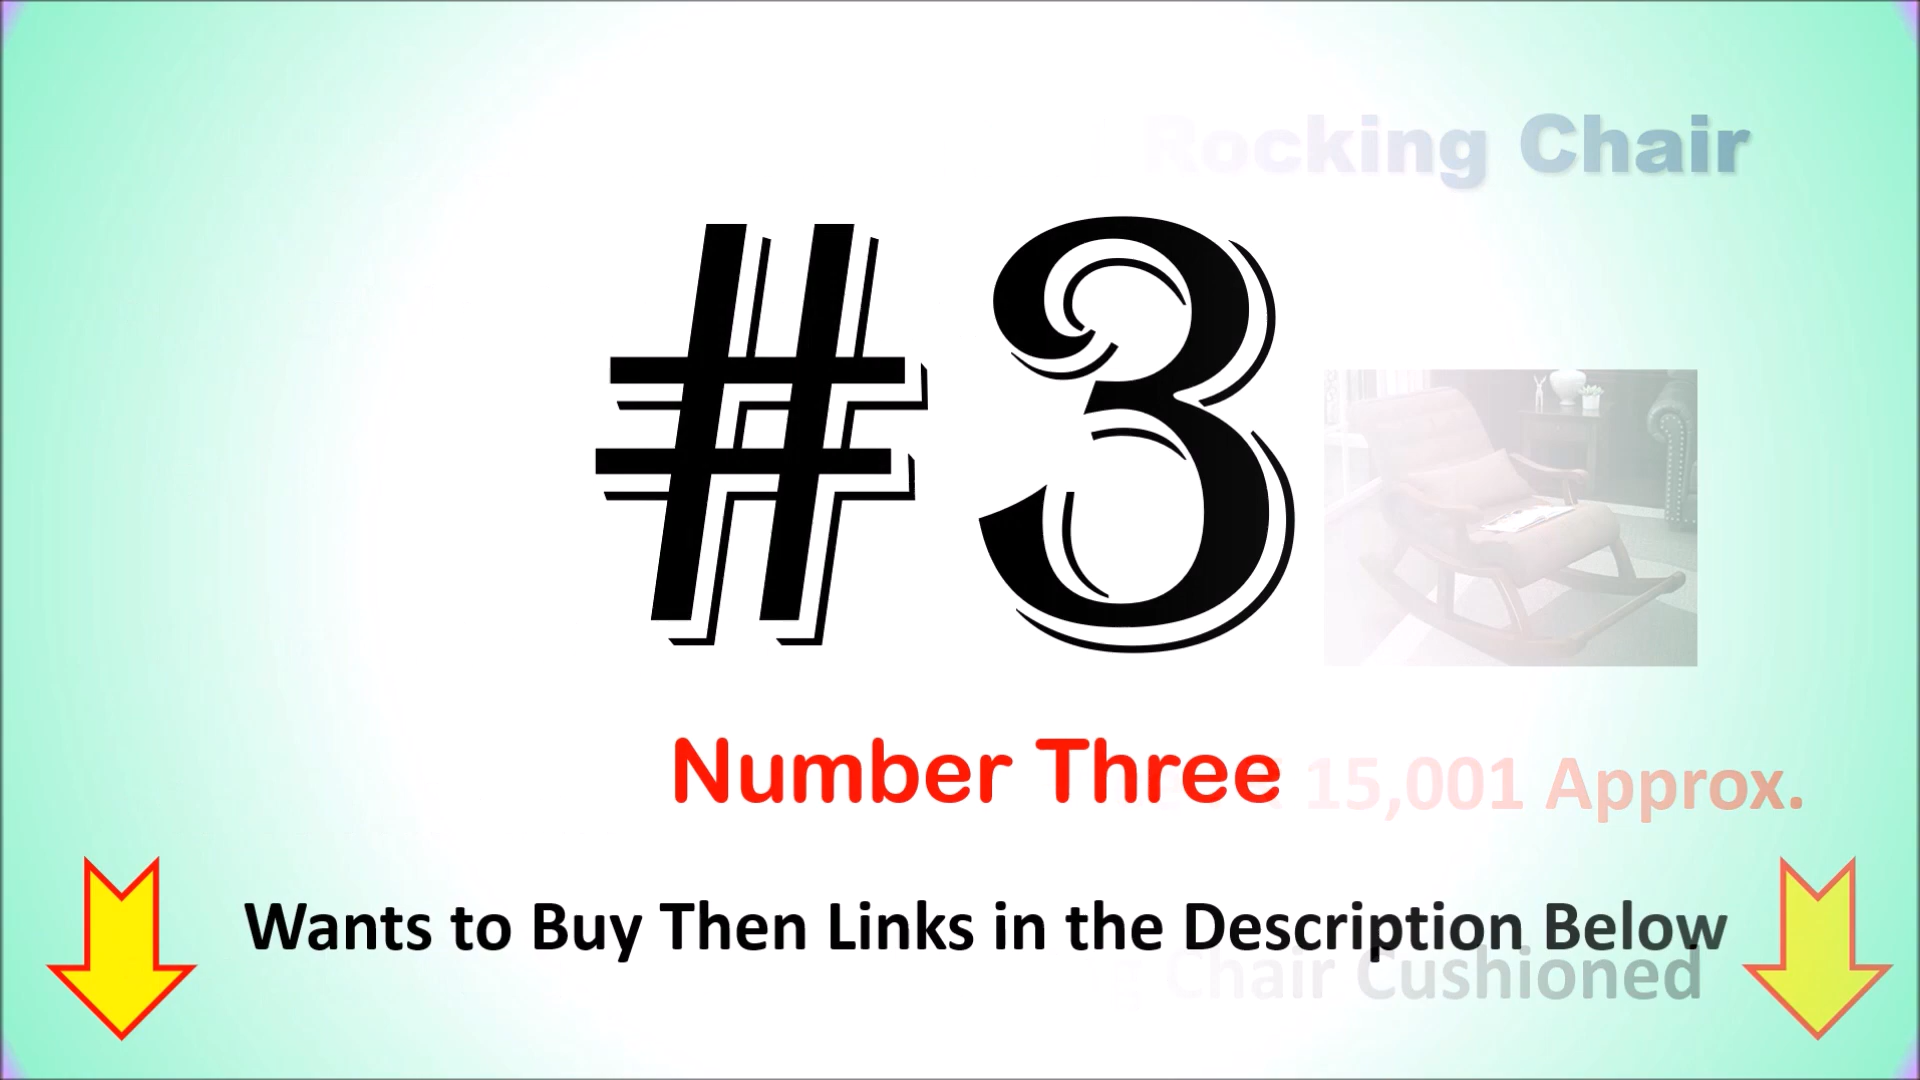 Rocking Chair
#3
Number Three
15,001 Approx.
Wants to Buy Then Links in the Description Below
Chair Cushioned